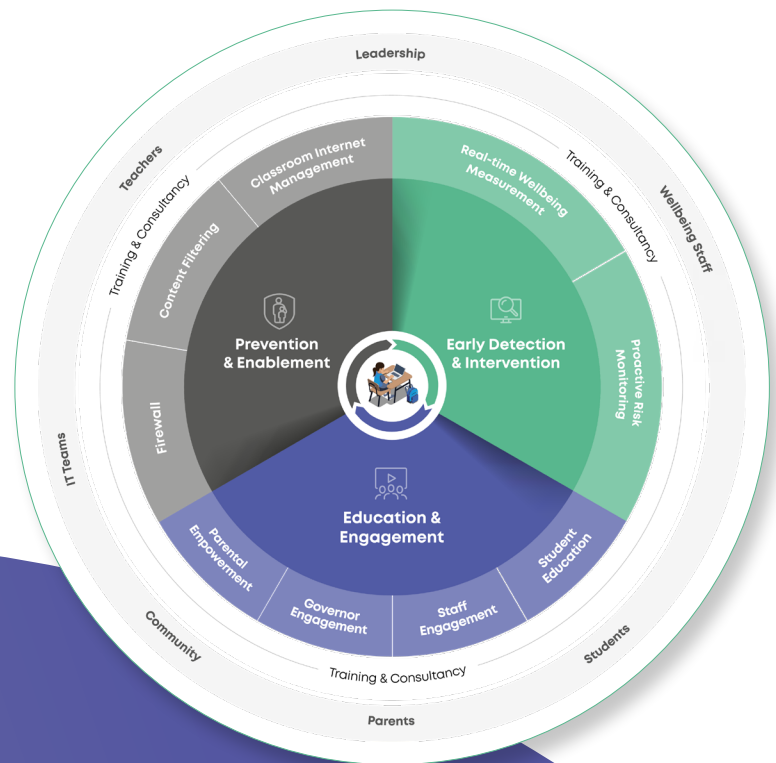 Leadership
Teachers
Wellbeing Staff
IT Teams
Community
Students
Parents
Training & Consultancy
Training & Consultancy
Training & Consultancy
Classroom Internet
Management
Content Filtering
Firewall
Real-time Wellbeing
Measurement
Proactive Risk
Monitoring
Prevention
& Enablement
Early Detection
& Intervention
Education &
Engagement
Parental
Empowerment
Governor
Engagement
Staff
Engagement
Student
Education